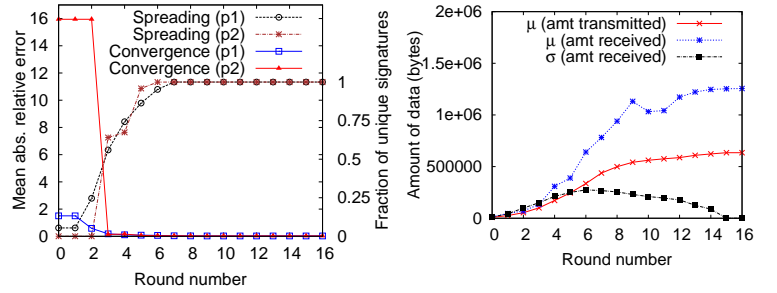 Mean abs. relative error
16
14
12
10
8
6
4
2
0
Spreading (p1)
Spreading (p2)
Convergence (p1)
Convergence (p2)
1
0.75
0.5
0.25
0
Fraction of unique signatures
0 2 4 6 8 10 12 14 16
Round number
Amount of data (bytes)
2e+06
1.5e+06
1e+06
500000
0
μ (amt transmitted)
μ (amt received)
σ (amt received)
0 2 4 6 8 10 12 14 16
Round number